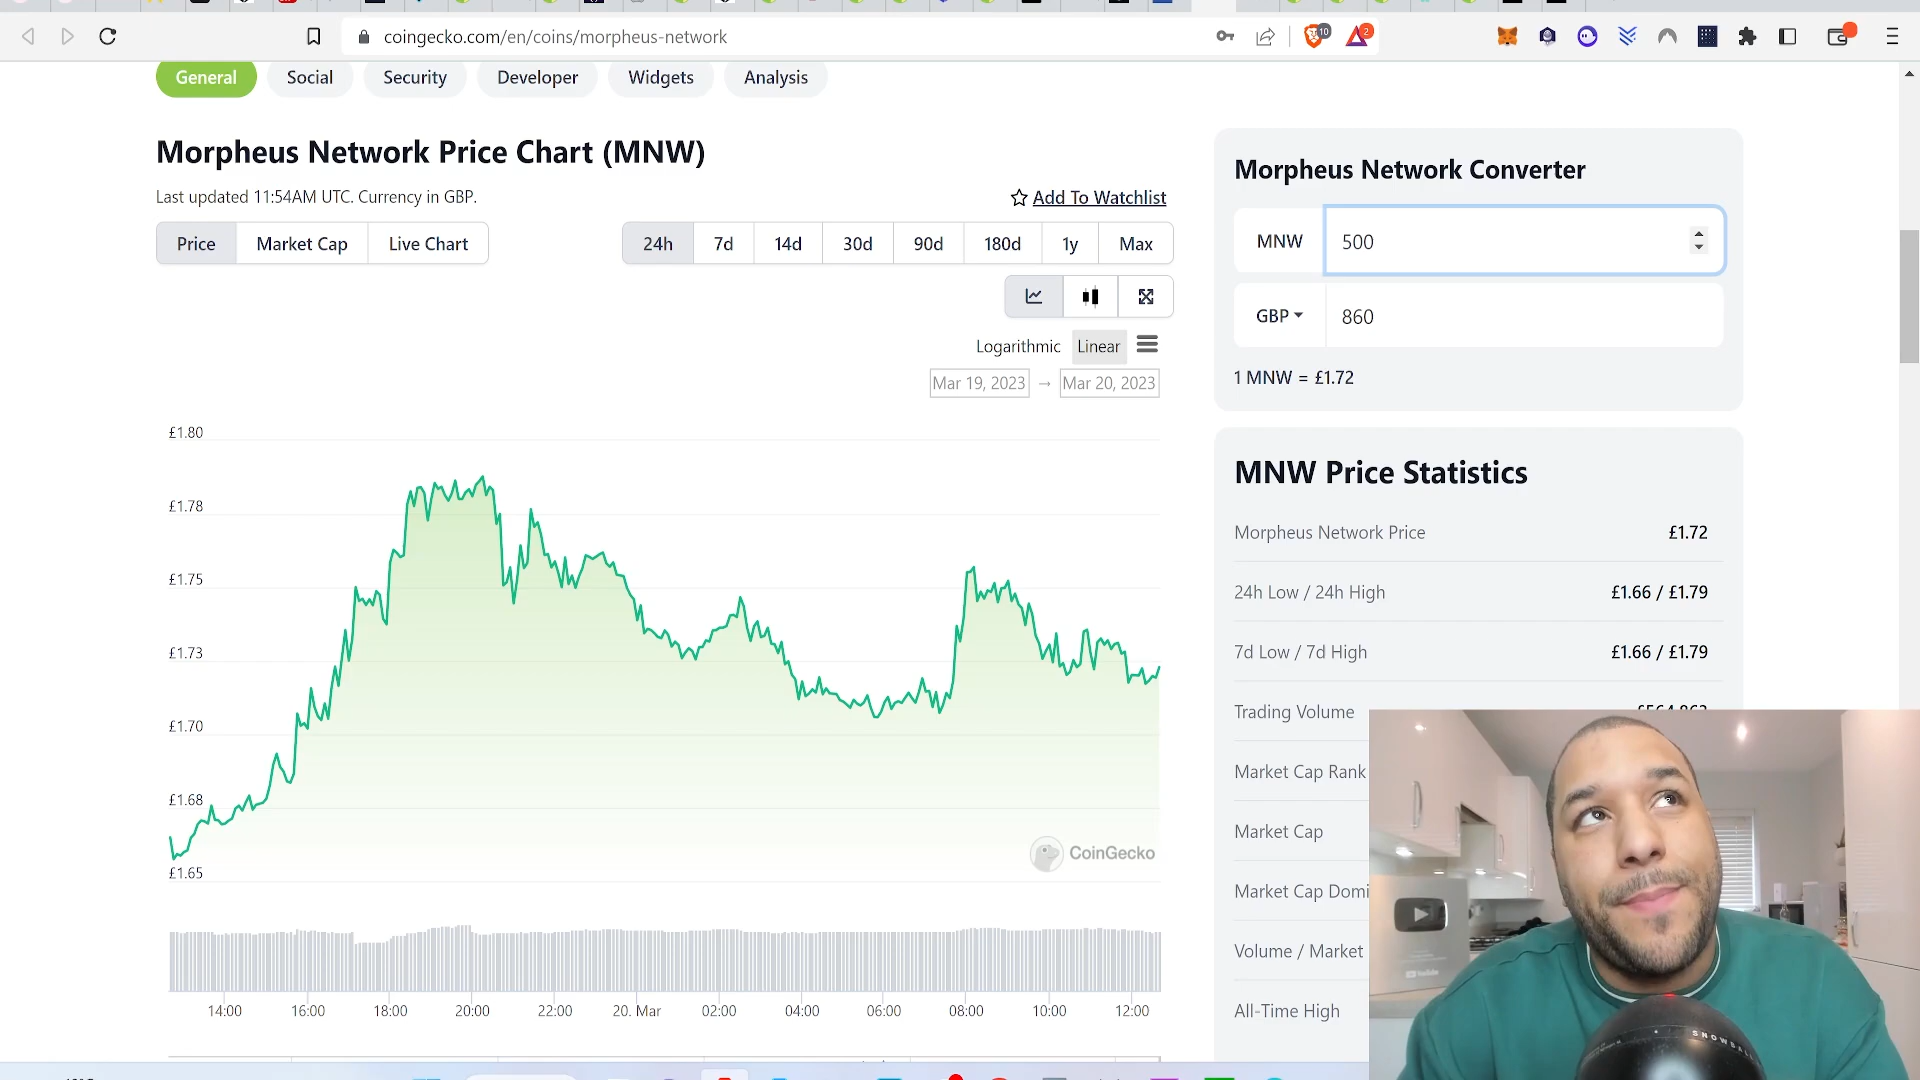 coingecko.com/en/coins/morpheus-network
10
2
General Social Security Developer Widgets Analysis
Morpheus Network Price Chart (MNW)
Last updated 11:54AM UTC. Currency in GBP.
Add To Watchlist
Price Market Cap Live Chart
24h 7d 14d 30d 90d 180d 1y Max
Logarithmic Linear
Mar 19, 2023 → Mar 20, 2023
£1.80
£1.78
£1.75
£1.73
£1.70
£1.68
£1.65
CoinGecko
14:00 16:00 18:00 20:00 22:00 20. Mar 02:00 04:00 06:00 08:00 10:00 12:00
Morpheus Network Converter
MNW 500
GBP 860
1 MNW = £1.72
MNW Price Statistics
Morpheus Network Price £1.72
24h Low / 24h High £1.66 / £1.79
7d Low / 7d High £1.66 / £1.79
Trading Volume
Market Cap Rank
Market Cap
Market Cap Domi
Volume / Market
All-Time High
YouTube